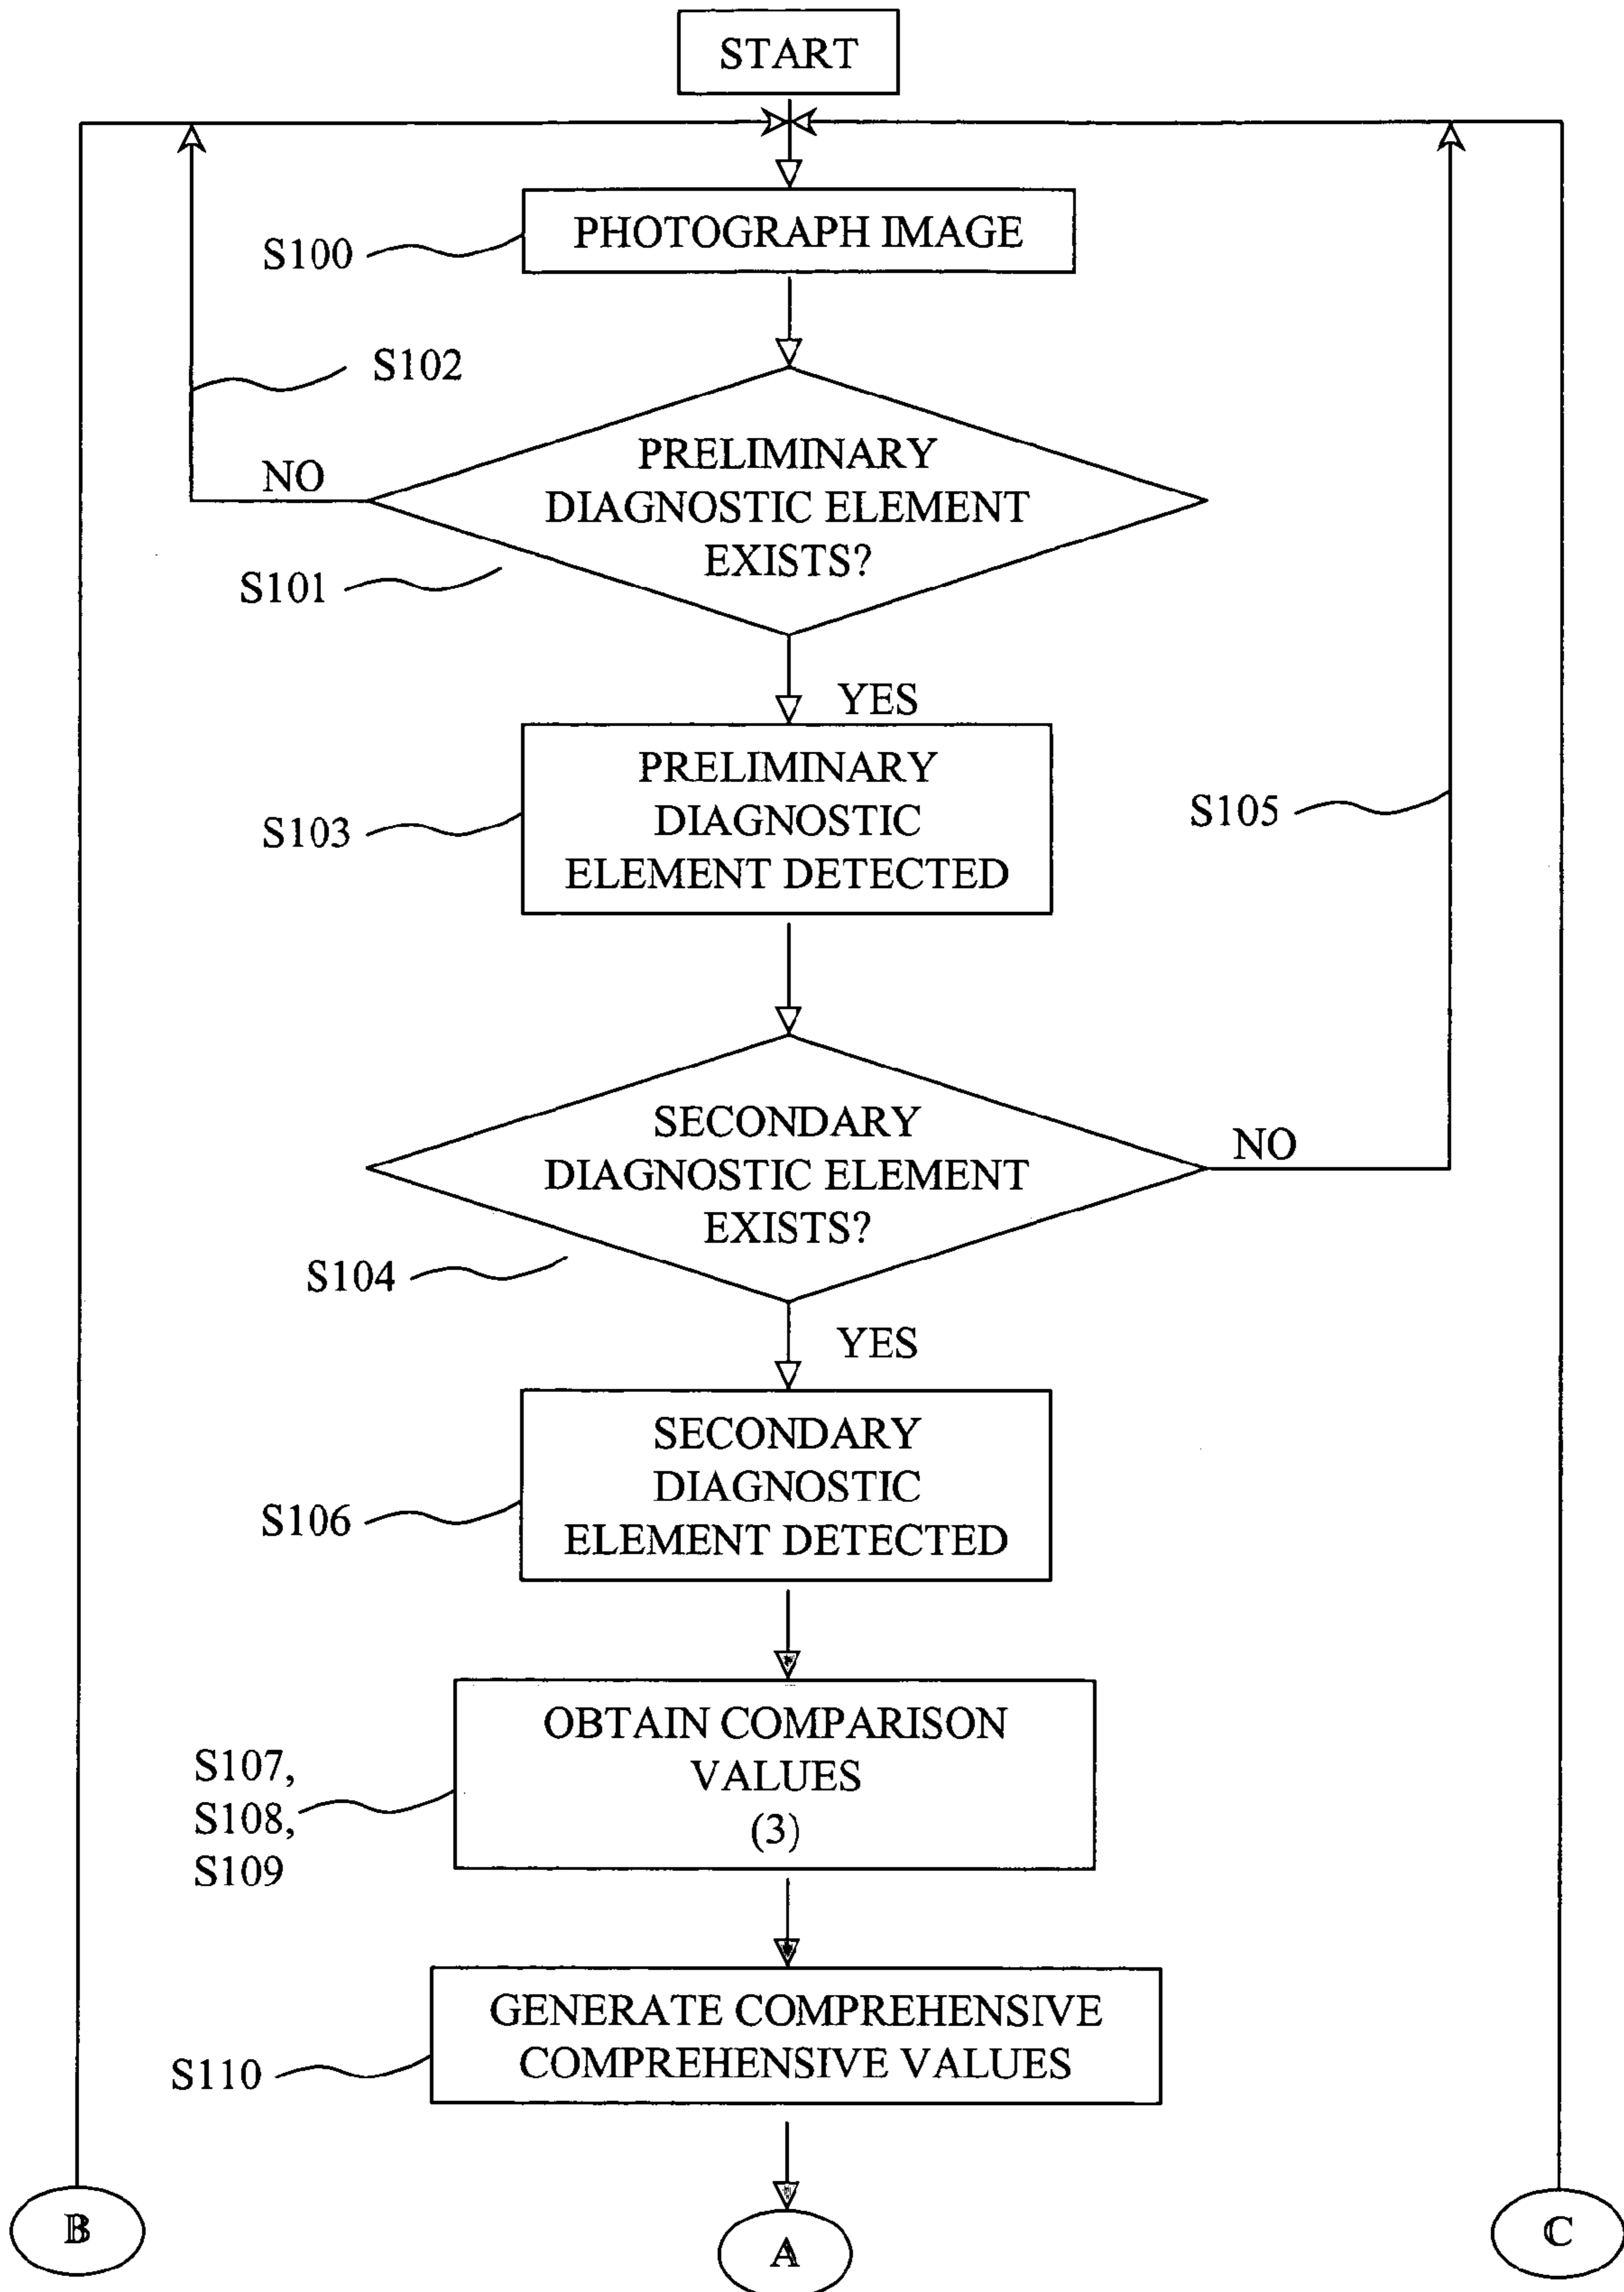 START
PHOTOGRAPH IMAGE
S100
S102
NO
PRELIMINARY
DIAGNOSTIC ELEMENT
EXISTS?
S101
YES
PRELIMINARY
DIAGNOSTIC
ELEMENT DETECTED
S103
S105
SECONDARY
DIAGNOSTIC ELEMENT
EXISTS?
NO
S104
YES
SECONDARY
DIAGNOSTIC
ELEMENT DETECTED
S106
OBTAIN COMPARISON
VALUES
(3)
S107,
S108,
S109
GENERATE COMPREHENSIVE
COMPREHENSIVE VALUES
S110
B
A
C